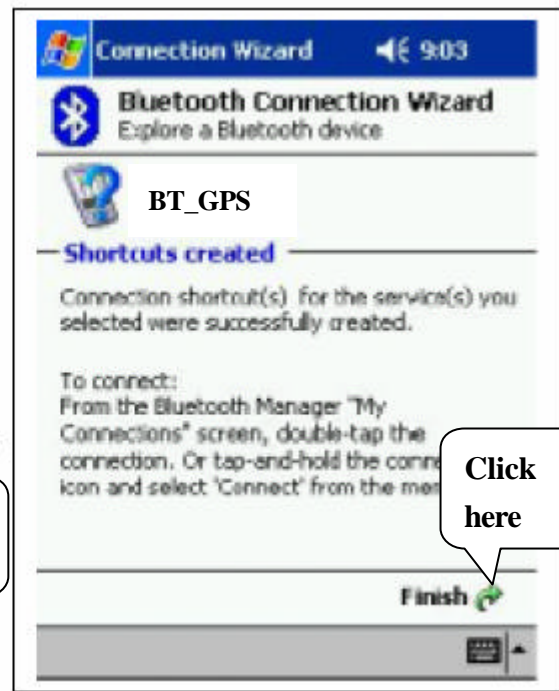 Connection Wizard 9:03
Bluetooth Connection Wizard
Explore a Bluetooth device
BT_GPS
Shortcuts created
Connection shortcut(s) for the service(s) you
selected were successfully created.
To connect:
From the Bluetooth Manager "My
Connections" screen, double-tap the
connection. Or tap-and-hold the
icon and select 'Connect' from the
Click
here
Finish